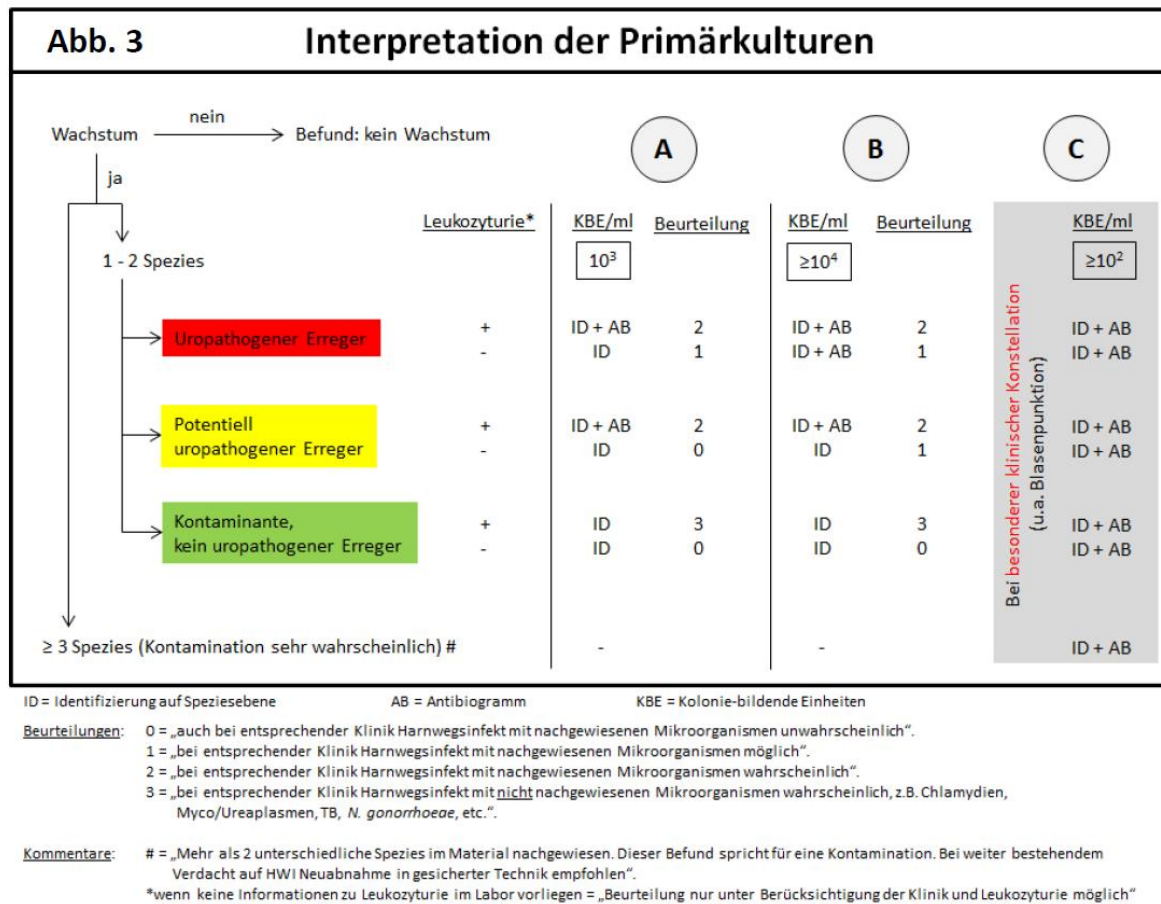 Abb. 3 Interpretation der Primärkulturen
nein
Wachstum Befund: kein Wachstum
A B C
ja
Leukozyturie* KBE/ml Beurteilung KBE/ml Beurteilung KBE/ml
1 - 2 Spezies 10³ ≥10⁴ ≥10²
Uropathogener Erreger + ID + AB 2 ID + AB 2 ID + AB
- ID 1 ID + AB 1 ID + AB
Potentiell + ID + AB 2 ID + AB 2 ID + AB
uropathogener Erreger - ID 0 ID 1 ID + AB
Kontaminante, + ID 3 ID 3 ID + AB
kein uropathogener Erreger - ID 0 ID 0 ID + AB
Bei besonderer klinischer Konstellation
(u.a. Blasenpunktion)
≥ 3 Spezies (Kontamination sehr wahrscheinlich) # - - ID + AB
ID = Identifizierung auf Speziesebene AB = Antibiogramm KBE = Kolonie-bildende Einheiten
Beurteilungen: 0 = „auch bei entsprechender Klinik Harnwegsinfekt mit nachgewiesenen Mikroorganismen unwahrscheinlich“.
1 = „bei entsprechender Klinik Harnwegsinfekt mit nachgewiesenen Mikroorganismen möglich“.
2 = „bei entsprechender Klinik Harnwegsinfekt mit nachgewiesenen Mikroorganismen wahrscheinlich“.
3 = „bei entsprechender Klinik Harnwegsinfekt mit nicht nachgewiesenen Mikroorganismen wahrscheinlich, z.B. Chlamydien,
Myco/Ureaplasmen, TB, N. gonorrhoeae, etc.“.
Kommentare: # = „Mehr als 2 unterschiedliche Spezies im Material nachgewiesen. Dieser Befund spricht für eine Kontamination. Bei weiter bestehendem
Verdacht auf HWI Neuabnahme in gesicherter Technik empfohlen“.
*wenn keine Informationen zu Leukozyturie im Labor vorliegen = „Beurteilung nur unter Berücksichtigung der Klinik und Leukozyturie möglich“